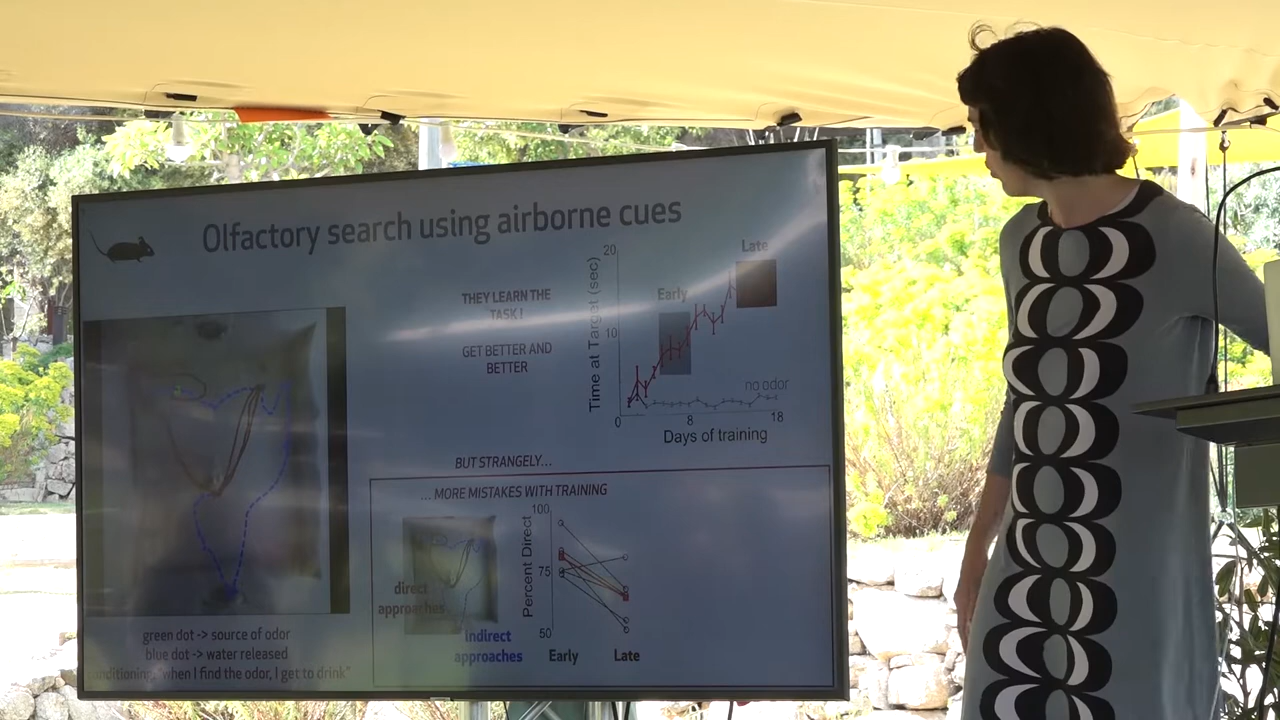 Olfactory search using airborne cues
THEY LEARN THE
TASK!
GET BETTER AND
BETTER
Time at Target (sec)
20
10
0
Early
Late
no odor
8
18
Days of training
BUT STRANGELY...
... MORE MISTAKES WITH TRAINING
direct
approaches
indirect
approaches
Percent Direct
100
75
50
Early
Late
green dot -> source of odor
blue dot -> water released
conditioning: "when I find the odor, I get to drink"